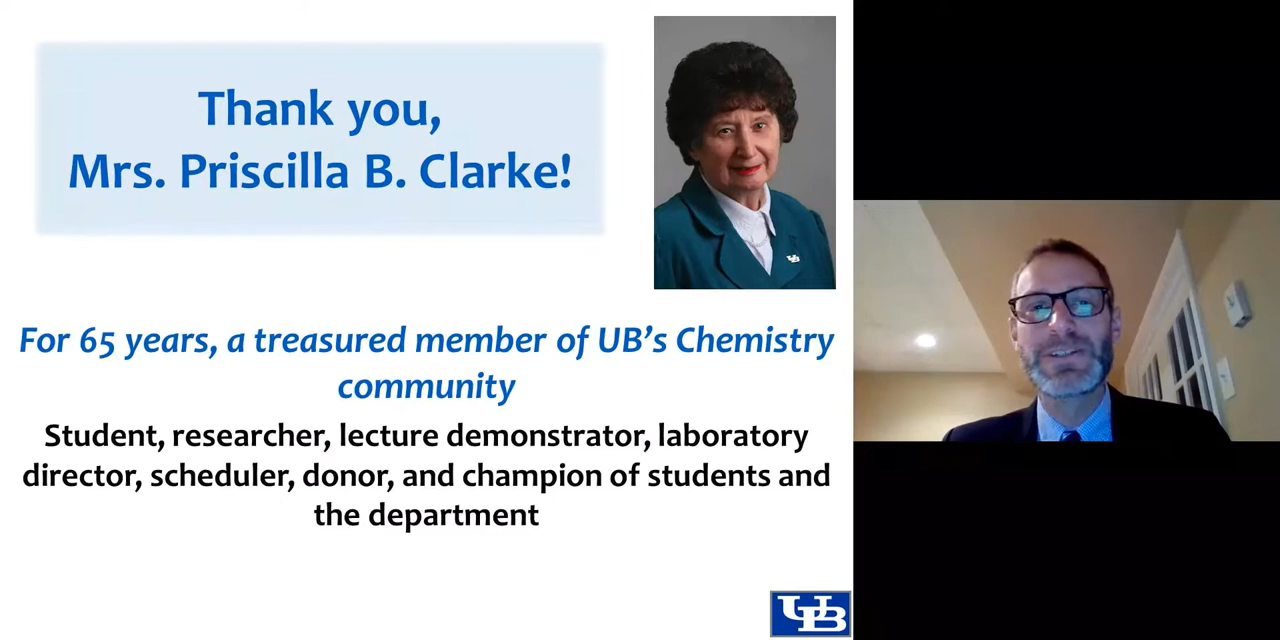 Thank you,
Mrs. Priscilla B. Clarke!
For 65 years, a treasured member of UB’s Chemistry
community
Student, researcher, lecture demonstrator, laboratory
director, scheduler, donor, and champion of students and
the department
UB
UB